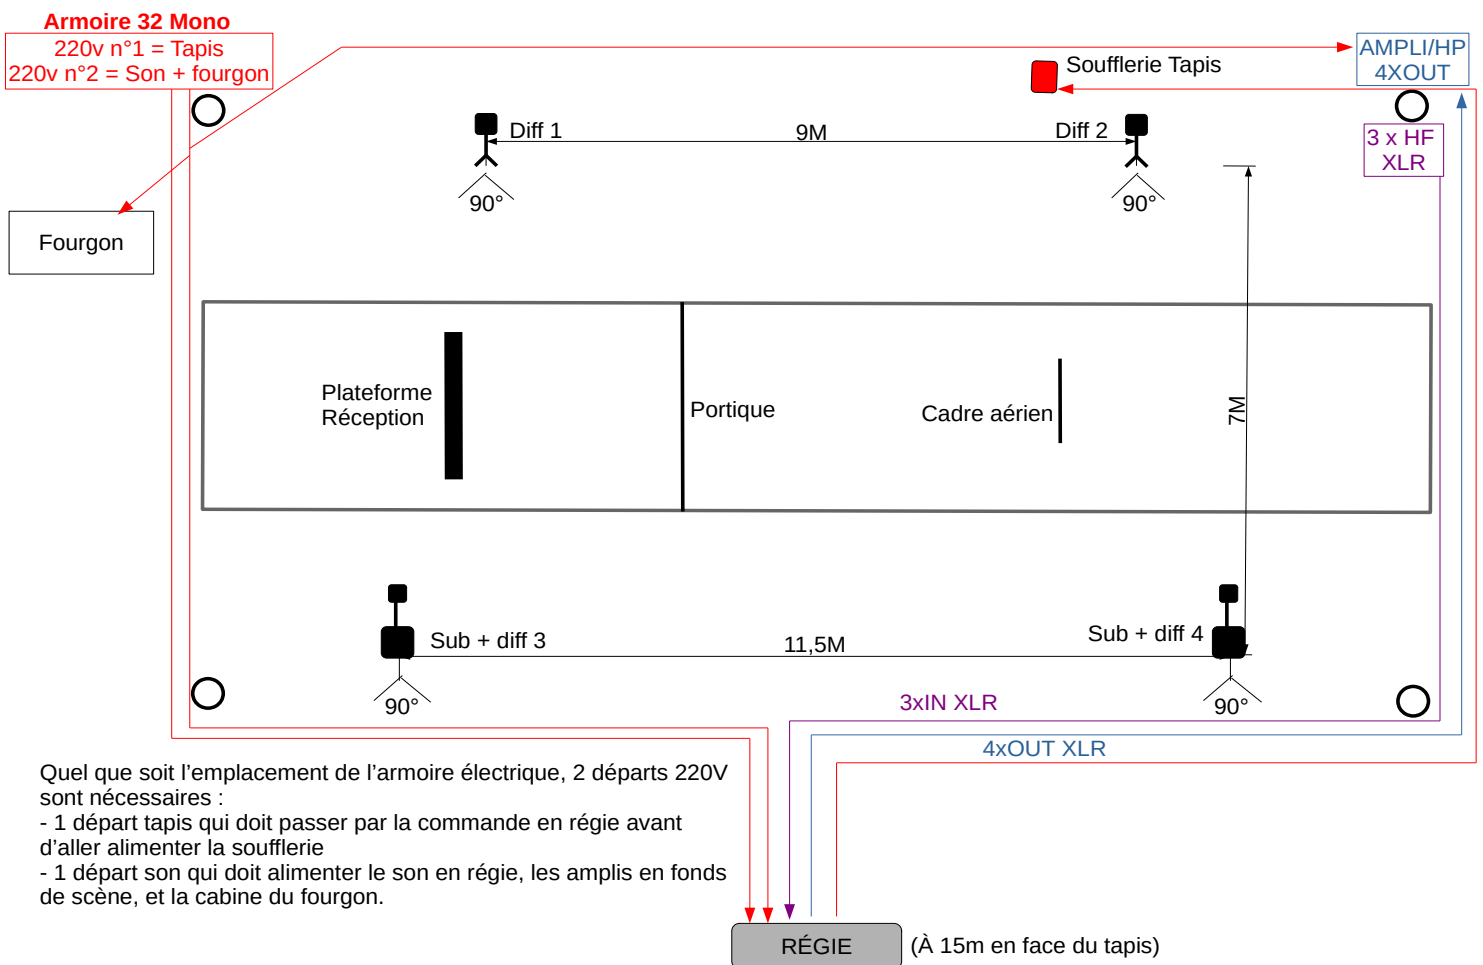 Armoire 32 Mono
220v n°1 = Tapis
220v n°2 = Son + fourgon
AMPLI/HP
4XOUT
Soufflerie Tapis
3 x HF
XLR
Diff 1
9M
Diff 2
90°
90°
Fourgon
Plateforme
Réception
Portique
Cadre aérien
7M
Sub + diff 3
11,5M
Sub + diff 4
90°
90°
3xIN XLR
4xOUT XLR
Quel que soit l’emplacement de l’armoire électrique, 2 départs 220V
sont nécessaires :
- 1 départ tapis qui doit passer par la commande en régie avant
d’aller alimenter la soufflerie
- 1 départ son qui doit alimenter le son en régie, les amplis en fonds
de scène, et la cabine du fourgon.
RÉGIE
(À 15m en face du tapis)